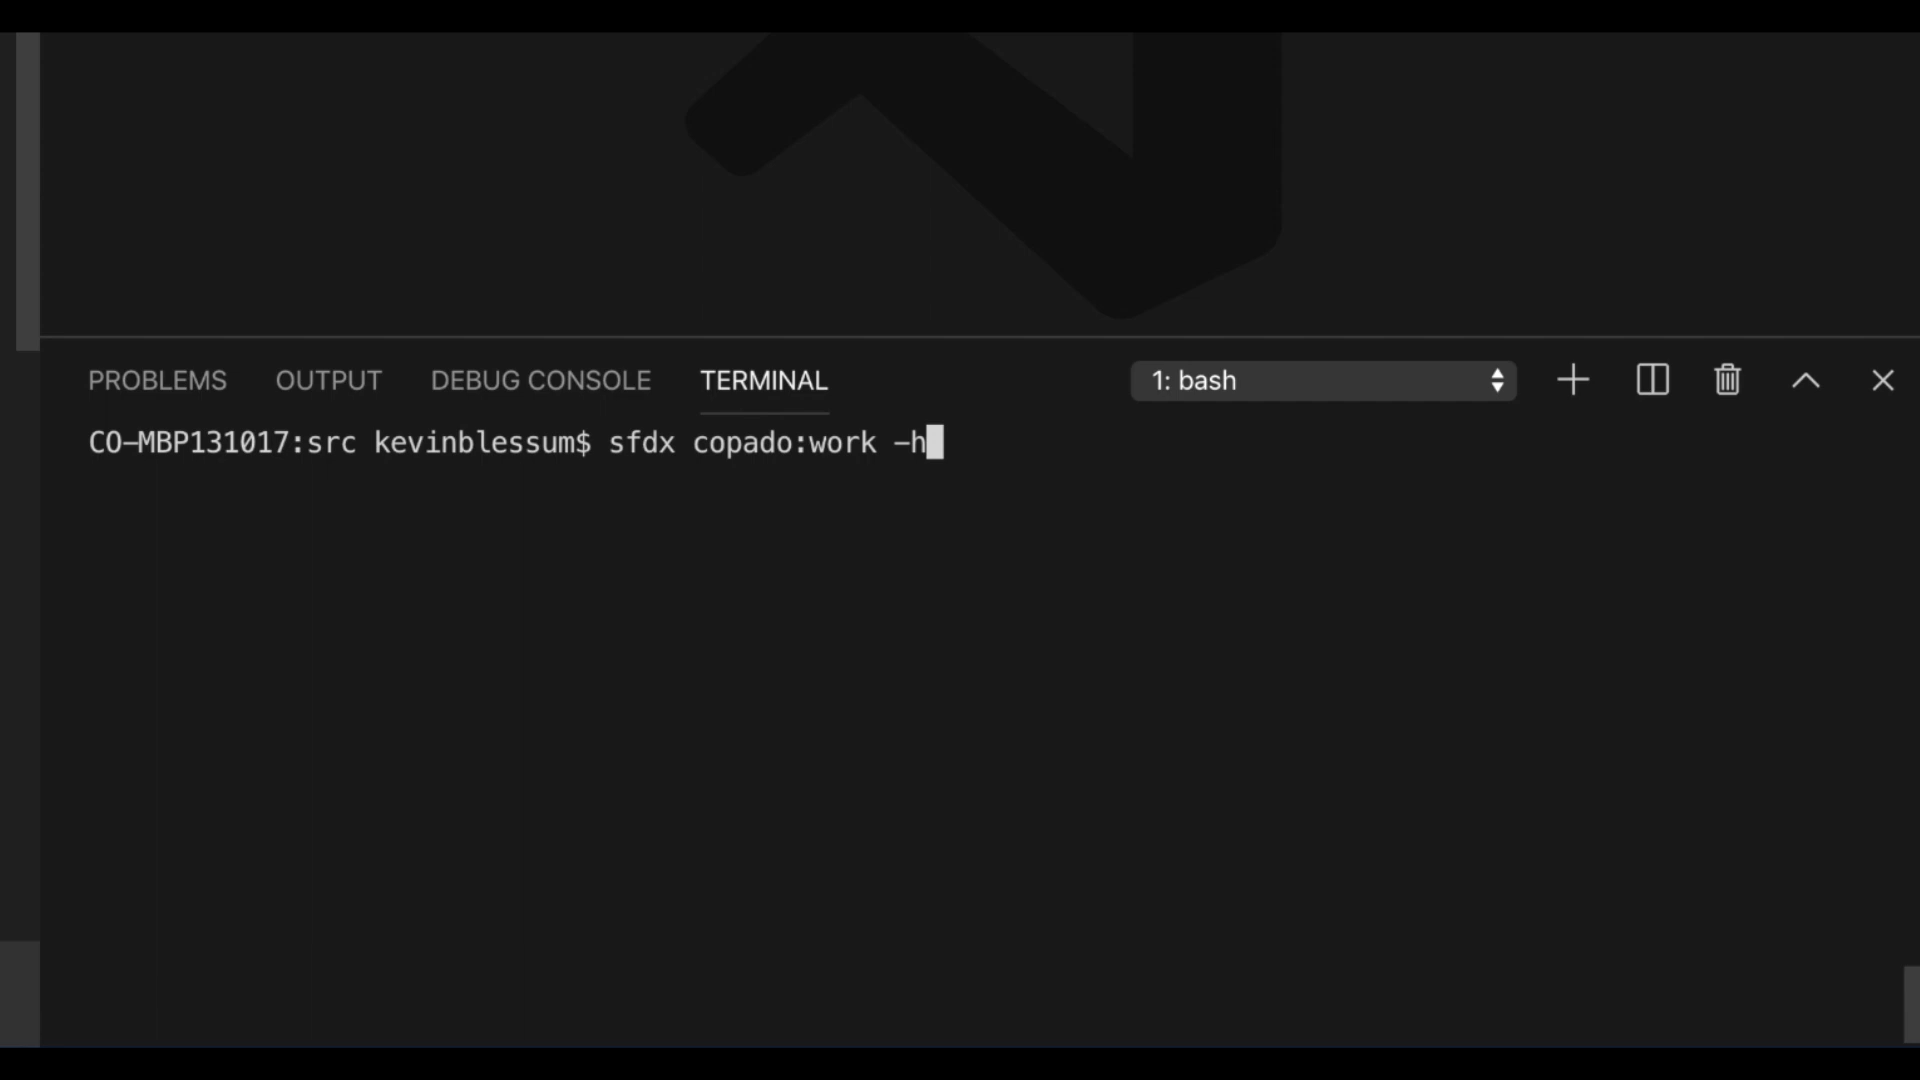 PROBLEMS OUTPUT DEBUG CONSOLE TERMINAL 1: bash
CO-MBP131017:src kevinblessum$ sfdx copado:work -h